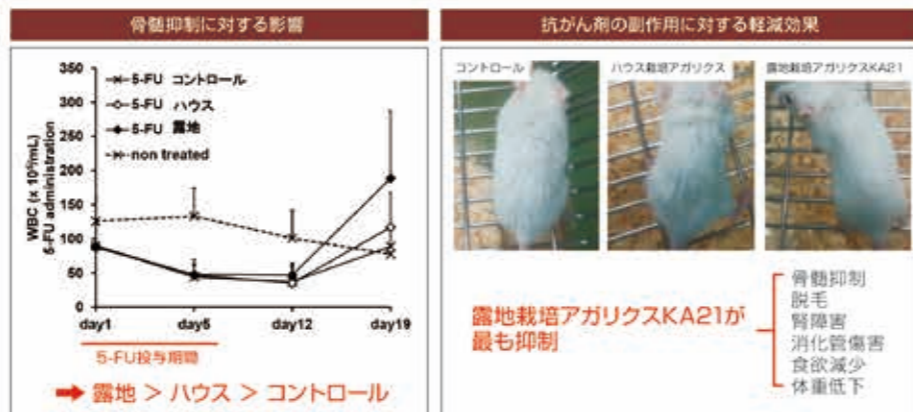 骨髄抑制に対する影響
350
300
250
200
150
100
50
0
WBC (x 10⁶/mL)
5-FU administration
5-FU コントロール
5-FU ハウス
5-FU 露地
non treated
day1
day5
day12
day19
5-FU投与期間
➡ 露地 > ハウス > コントロール
抗がん剤の副作用に対する軽減効果
コントロール
ハウス栽培アガリクス
露地栽培アガリクスKA21
露地栽培アガリクスKA21が
最も抑制
骨髄抑制
脱毛
腎障害
消化管傷害
食欲減少
体重低下